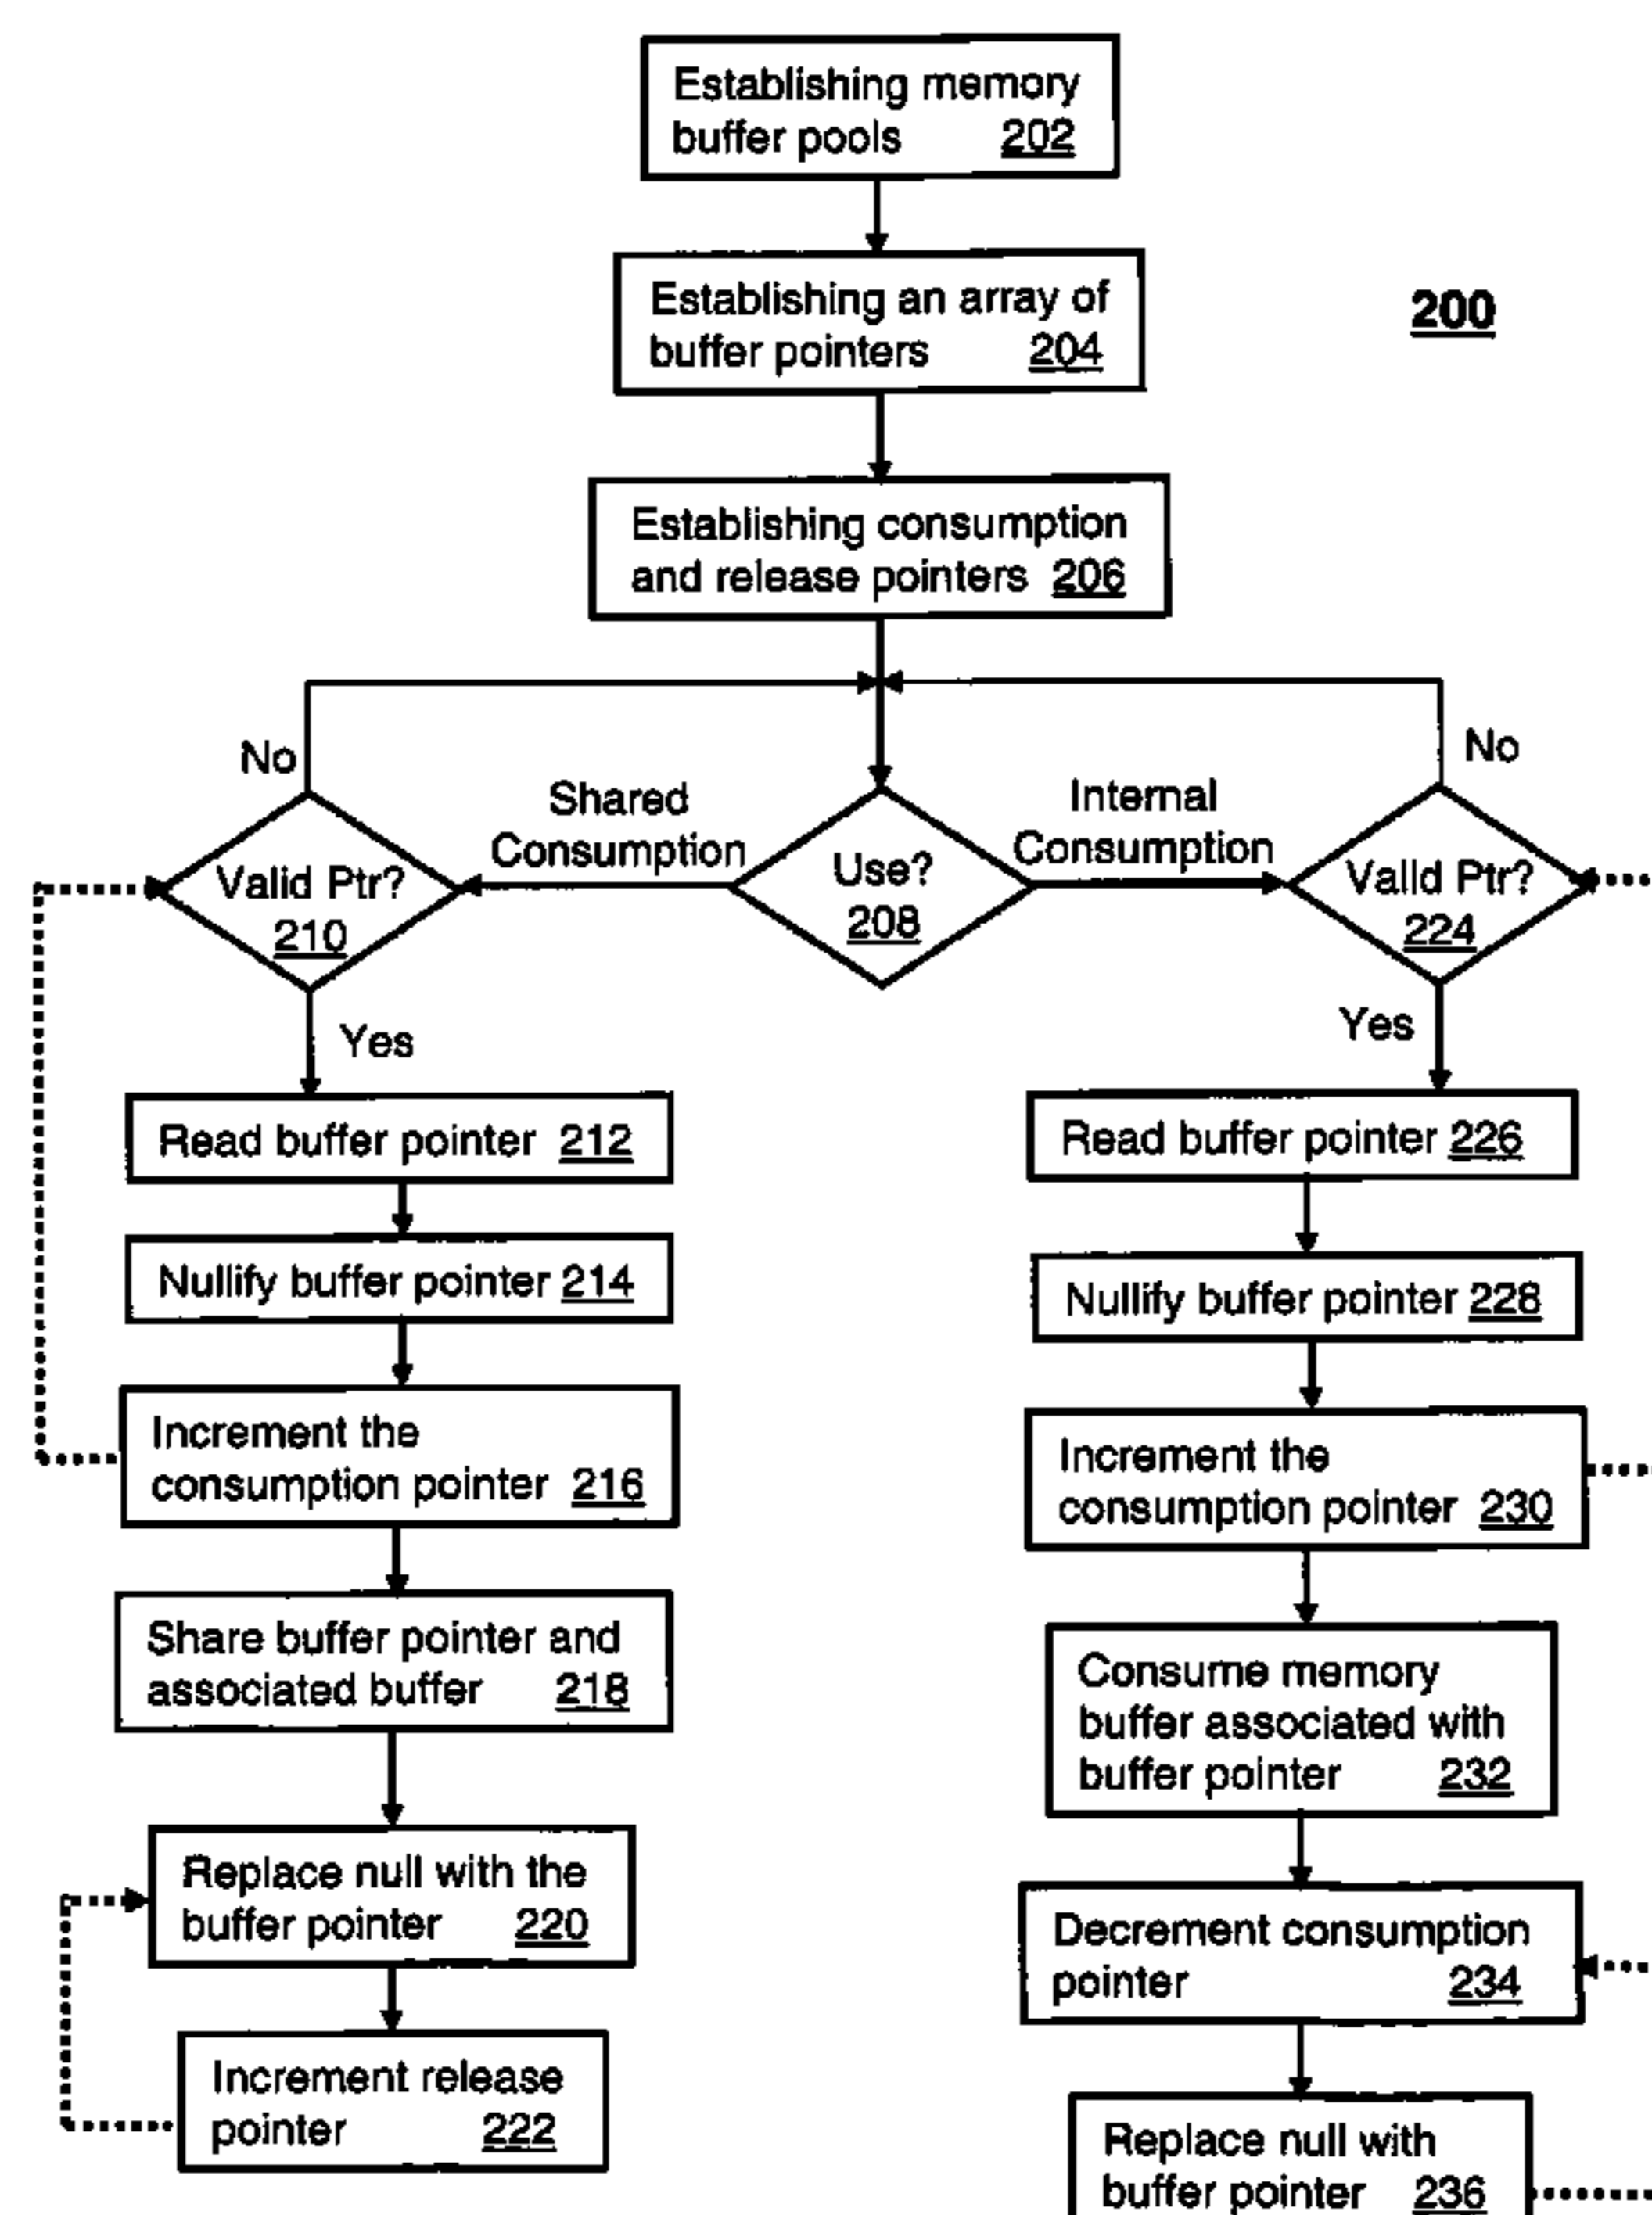 Establishing memory
buffer pools 202
Establishing an array of
buffer pointers 204
200
Establishing consumption
and release pointers 206
No
No
Shared
Consumption
Internal
Consumption
Valid Ptr?
210
Use?
208
Valid Ptr?
224
Yes
Yes
Read buffer pointer 212
Nullify buffer pointer 214
Increment the
consumption pointer 216
Share buffer pointer and
associated buffer 218
Replace null with the
buffer pointer 220
Increment release
pointer 222
Read buffer pointer 226
Nullify buffer pointer 228
Increment the
consumption pointer 230
Consume memory
buffer associated with
buffer pointer 232
Decrement consumption
pointer 234
Replace null with
buffer pointer 236